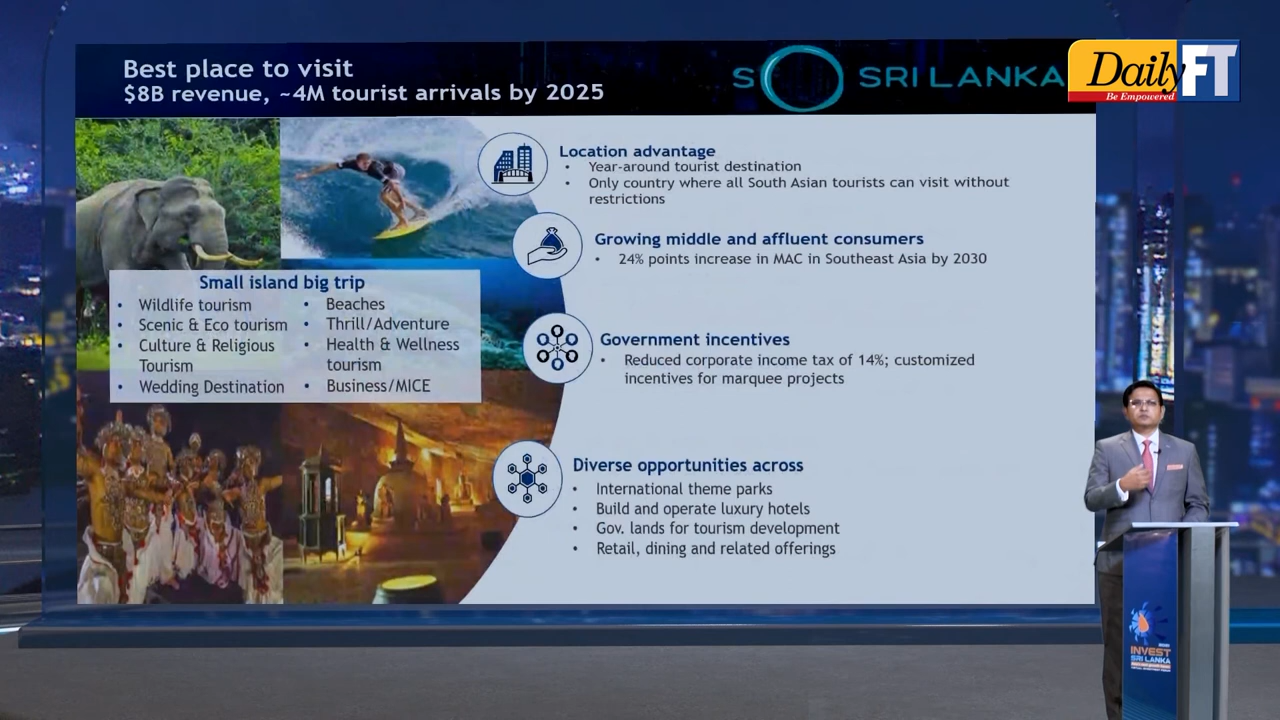 Best place to visit
$8B revenue, ~4M tourist arrivals by 2025
SO SRI LANKA
Daily FT
Be Empowered
Location advantage
• Year-around tourist destination
• Only country where all South Asian tourists can visit without
restrictions
Growing middle and affluent consumers
• 24% points increase in MAC in Southeast Asia by 2030
Small island big trip
• Wildlife tourism
• Scenic & Eco tourism
• Culture & Religious
Tourism
• Wedding Destination
• Beaches
• Thrill/Adventure
• Health & Wellness
tourism
• Business/MICE
Government incentives
• Reduced corporate income tax of 14%; customized
incentives for marquee projects
Diverse opportunities across
• International theme parks
• Build and operate luxury hotels
• Gov. lands for tourism development
• Retail, dining and related offerings
INVEST
SRI LANKA